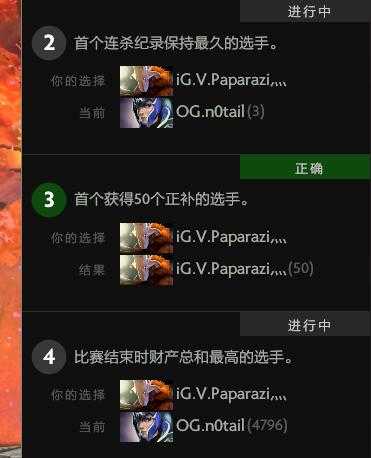 进行中
2 首个连杀纪录保持最久的选手。
你的选择 iG.V.Paparazi灬
当前 OG.n0tail (3)
正确
3 首个获得50个正补的选手。
你的选择 iG.V.Paparazi灬
结果 iG.V.Paparazi灬 (50)
进行中
4 比赛结束时财产总和最高的选手。
你的选择 iG.V.Paparazi灬
当前 OG.n0tail (4796)